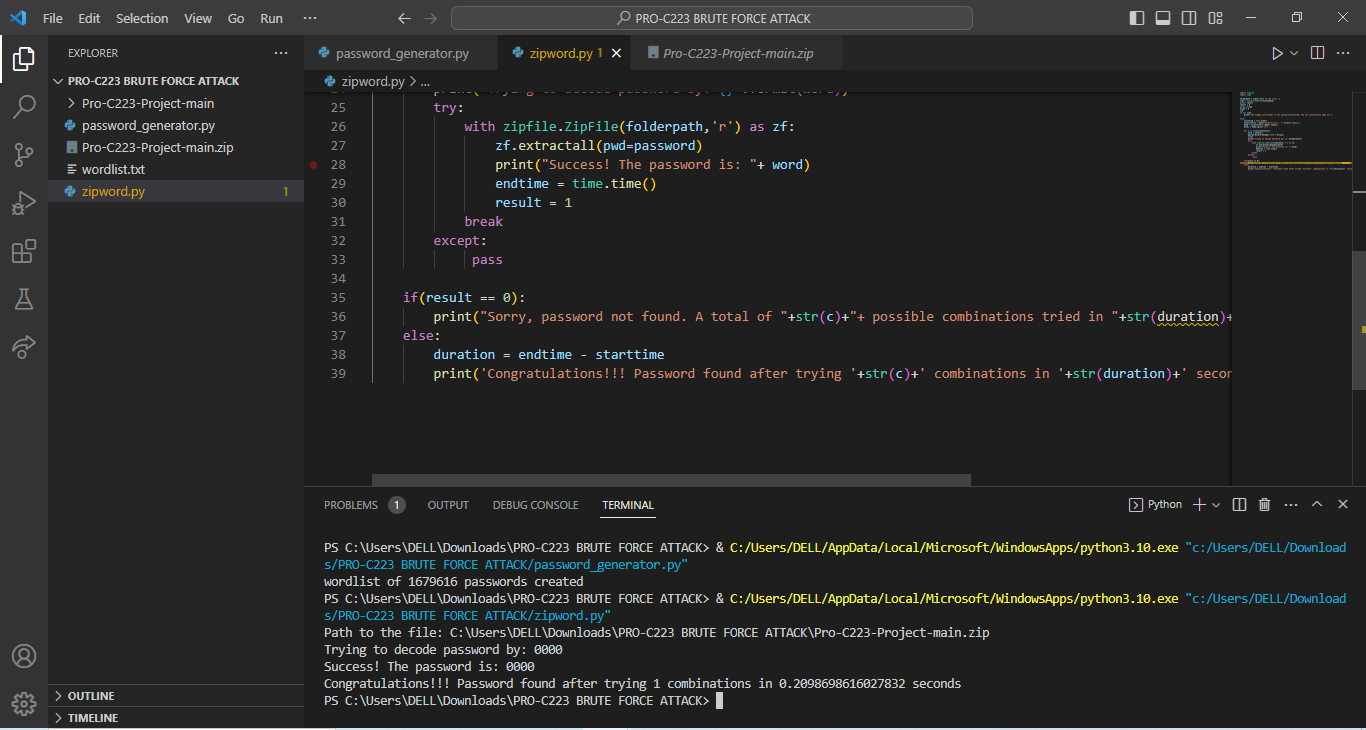 File Edit Selection View Go Run ··· PRO-C223 BRUTE FORCE ATTACK
EXPLORER ···
PRO-C223 BRUTE FORCE ATTACK
Pro-C223-Project-main
password_generator.py
Pro-C223-Project-main.zip
wordlist.txt
zipword.py 1
OUTLINE
TIMELINE
password_generator.py zipword.py 1 Pro-C223-Project-main.zip
zipword.py > ...
25 try:
26 with zipfile.ZipFile(folderpath,'r') as zf:
27 zf.extractall(pwd=password)
28 print("Success! The password is: "+ word)
29 endtime = time.time()
30 result = 1
31 break
32 except:
33 pass
34
35 if(result == 0):
36 print("Sorry, password not found. A total of "+str(c)+"+ possible combinations tried in "+str(duration)+
37 else:
38 duration = endtime - starttime
39 print('Congratulations!!! Password found after trying '+str(c)+' combinations in '+str(duration)+' secon
PROBLEMS 1 OUTPUT DEBUG CONSOLE TERMINAL Python
PS C:\Users\DELL\Downloads\PRO-C223 BRUTE FORCE ATTACK> & C:/Users/DELL/AppData/Local/Microsoft/WindowsApps/python3.10.exe "c:/Users/DELL/Download
s/PRO-C223 BRUTE FORCE ATTACK/password_generator.py"
wordlist of 1679616 passwords created
PS C:\Users\DELL\Downloads\PRO-C223 BRUTE FORCE ATTACK> & C:/Users/DELL/AppData/Local/Microsoft/WindowsApps/python3.10.exe "c:/Users/DELL/Download
s/PRO-C223 BRUTE FORCE ATTACK/zipword.py"
Path to the file: C:\Users\DELL\Downloads\PRO-C223 BRUTE FORCE ATTACK\Pro-C223-Project-main.zip
Trying to decode password by: 0000
Success! The password is: 0000
Congratulations!!! Password found after trying 1 combinations in 0.2098698616027832 seconds
PS C:\Users\DELL\Downloads\PRO-C223 BRUTE FORCE ATTACK>